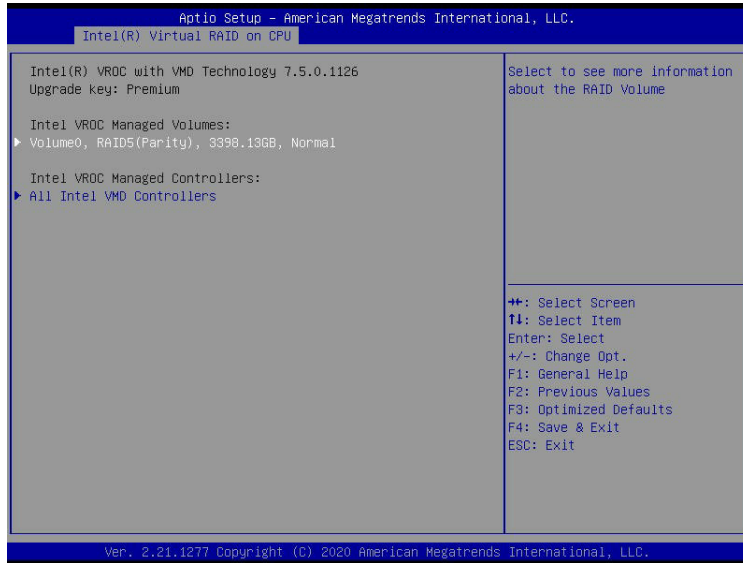 Aptio Setup – American Megatrends International, LLC.
Intel(R) Virtual RAID on CPU
Intel(R) VROC with VMD Technology 7.5.0.1126
Upgrade key: Premium
Intel VROC Managed Volumes:
Volume0, RAID5(Parity), 3398.13GB, Normal
Intel VROC Managed Controllers:
All Intel VMD Controllers
Select to see more information
about the RAID Volume
→←: Select Screen
↑↓: Select Item
Enter: Select
+/-: Change Opt.
F1: General Help
F2: Previous Values
F3: Optimized Defaults
F4: Save & Exit
ESC: Exit
Ver. 2.21.1277 Copyright (C) 2020 American Megatrends International, LLC.